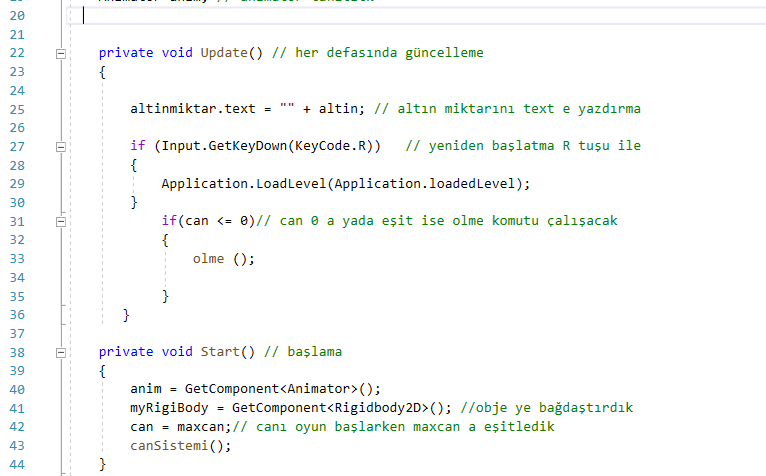 20
21
22 private void Update() // her defasında güncelleme
23 {
24
25 altinmiktar.text = "" + altin; // altın miktarını text e yazdırma
26
27 if (Input.GetKeyDown(KeyCode.R)) // yeniden başlatma R tuşu ile
28 {
29 Application.LoadLevel(Application.loadedLevel);
30 }
31 if(can <= 0)// can 0 a yada eşit ise olme komutu çalışacak
32 {
33 olme ();
34
35 }
36 }
37
38 private void Start() // başlama
39 {
40 anim = GetComponent<Animator>();
41 myRigiBody = GetComponent<Rigidbody2D>(); //obje ye bağdaştırdık
42 can = maxcan;// canı oyun başlarken maxcan a eşitledik
43 canSistemi();
44 }